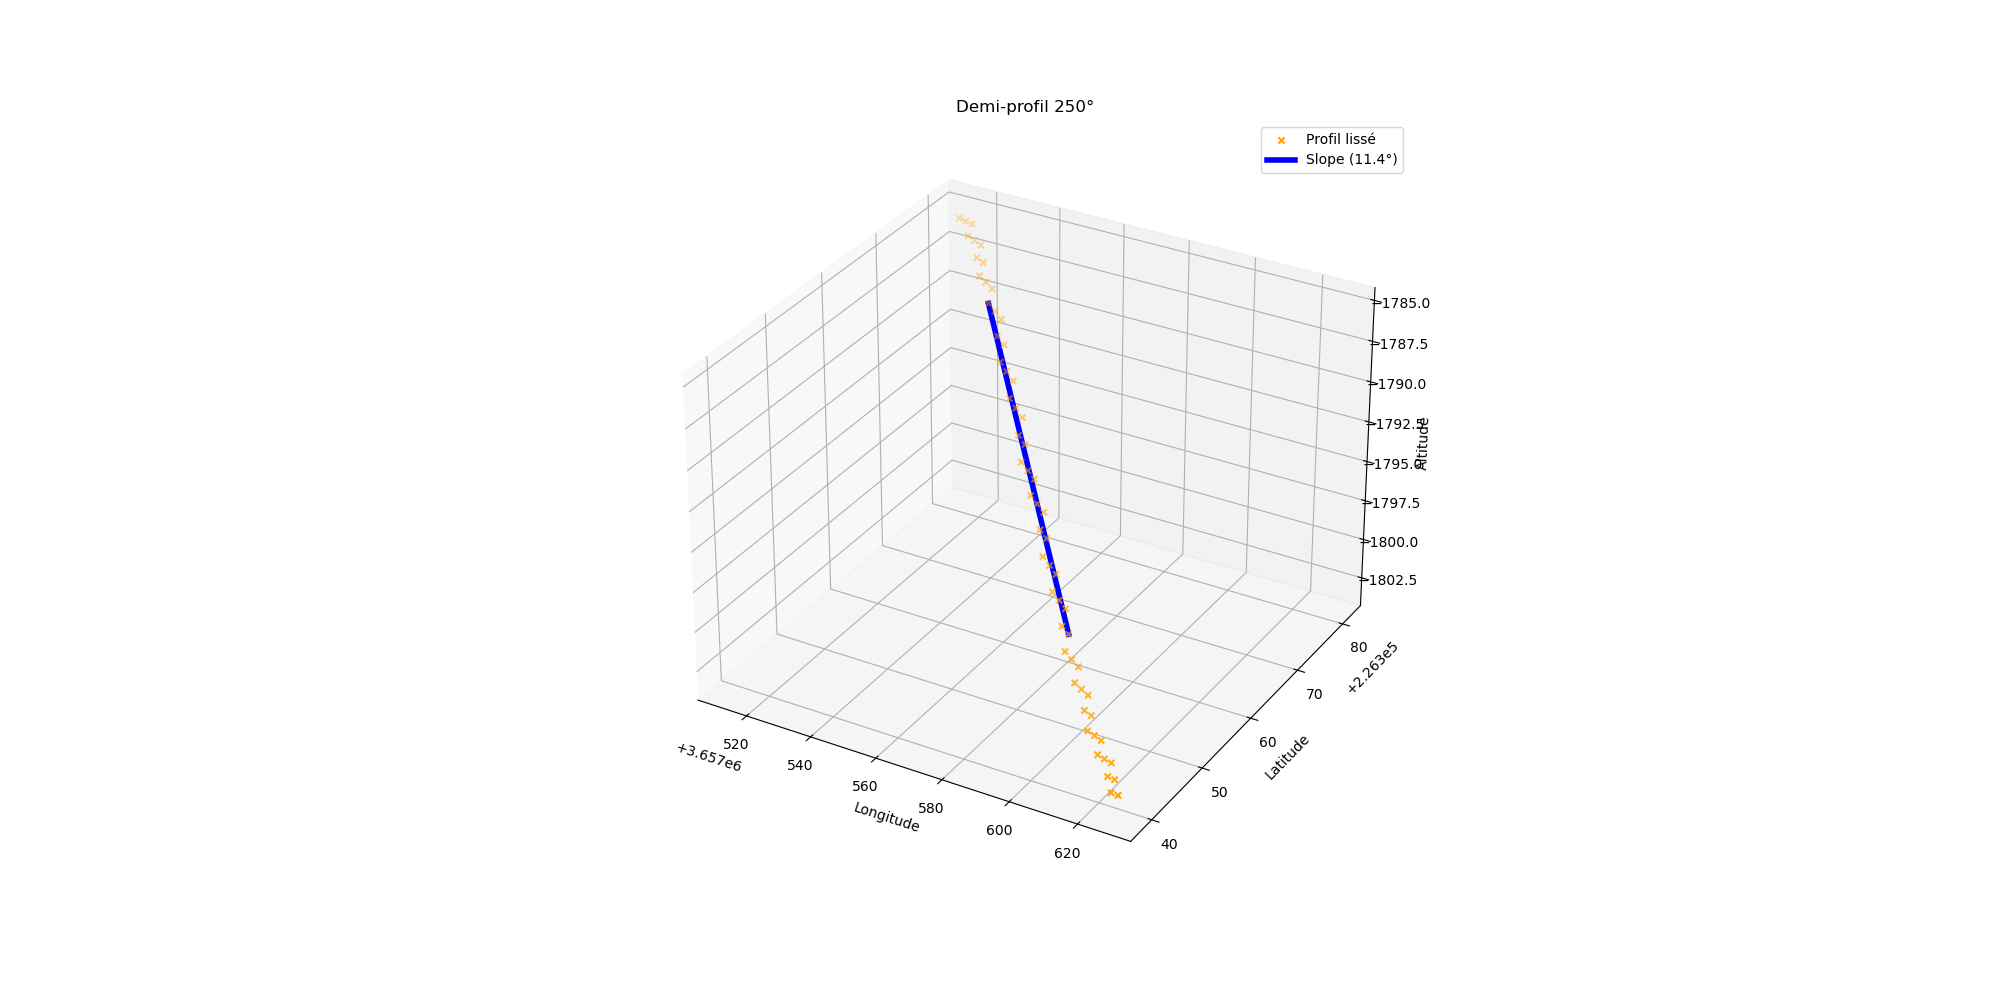 Demi-profil 250°
Profil lissé
Slope (11.4°)
−1785.0
−1787.5
−1790.0
−1792.5
Altitude
−1795.0
−1797.5
−1800.0
−1802.5
80
+2.263e5
70
60
Latitude
50
40
520
+3.657e6
540
560
Longitude
580
600
620